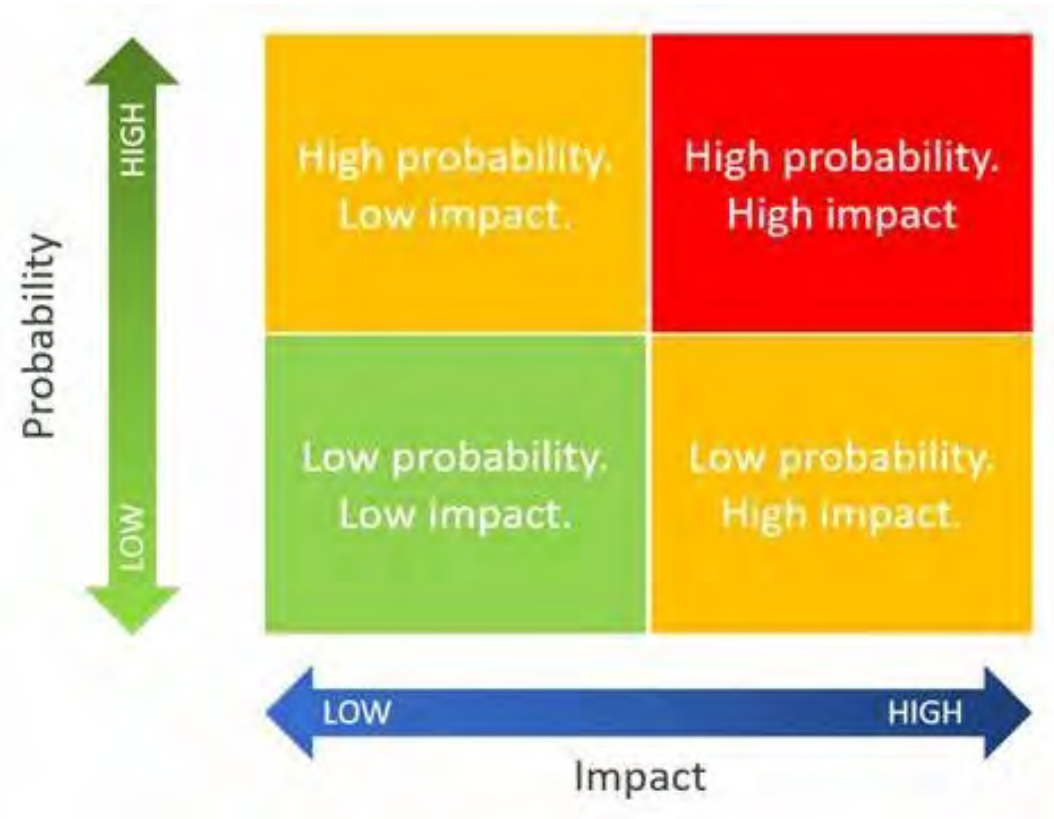 HIGH
Probability
LOW
High probability.
Low impact.
High probability.
High impact
Low probability.
Low impact.
Low probability.
High impact.
LOW
HIGH
Impact